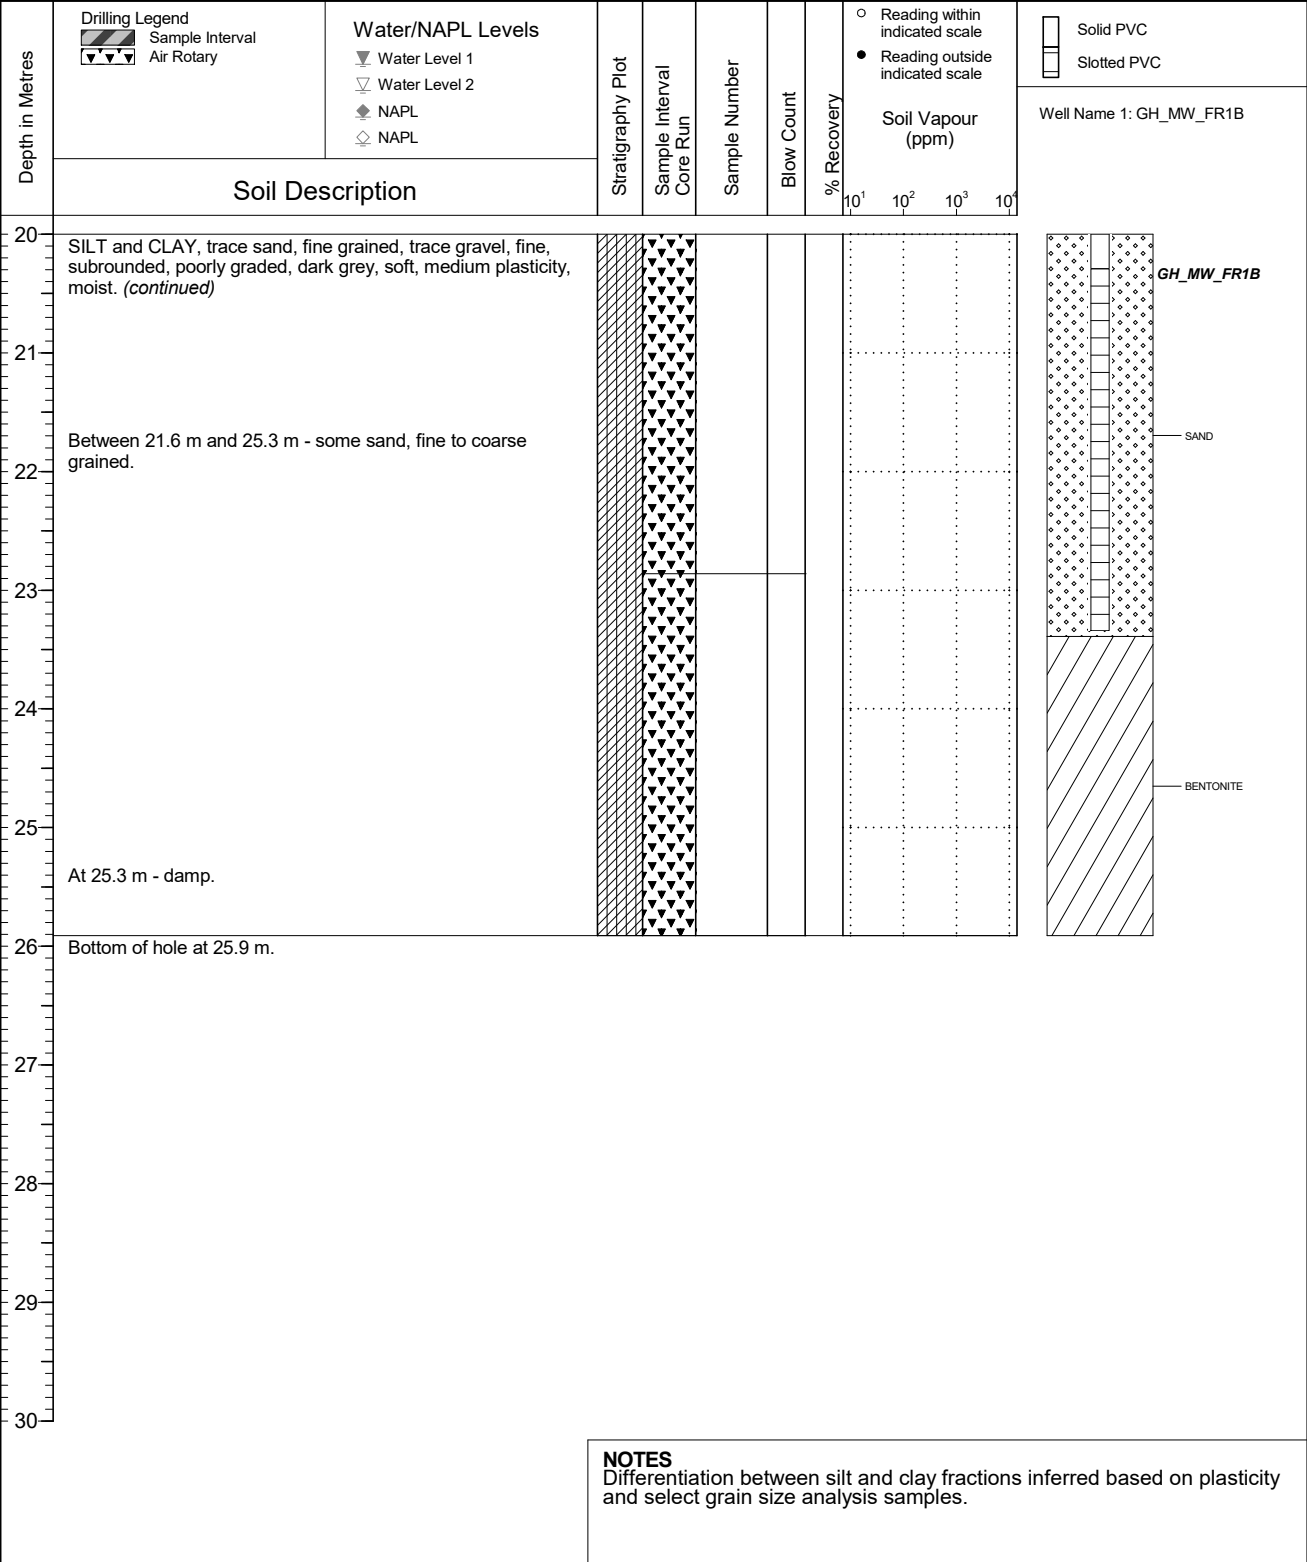 Depth in Metres
Drilling Legend
Sample Interval
Air Rotary
Water/NAPL Levels
Water Level 1
Water Level 2
NAPL
NAPL
Soil Description
Stratigraphy Plot
Sample Interval
Core Run
Sample Number
Blow Count
% Recovery
Reading within
indicated scale
Reading outside
indicated scale
Soil Vapour
(ppm)
10¹ 10² 10³ 10⁴
Solid PVC
Slotted PVC
Well Name 1: GH_MW_FR1B
20
SILT and CLAY, trace sand, fine grained, trace gravel, fine,
subrounded, poorly graded, dark grey, soft, medium plasticity,
moist. (continued)
GH_MW_FR1B
21
Between 21.6 m and 25.3 m - some sand, fine to coarse
grained.
SAND
22
23
24
BENTONITE
25
At 25.3 m - damp.
26
Bottom of hole at 25.9 m.
27
28
29
30
NOTES
Differentiation between silt and clay fractions inferred based on plasticity
and select grain size analysis samples.